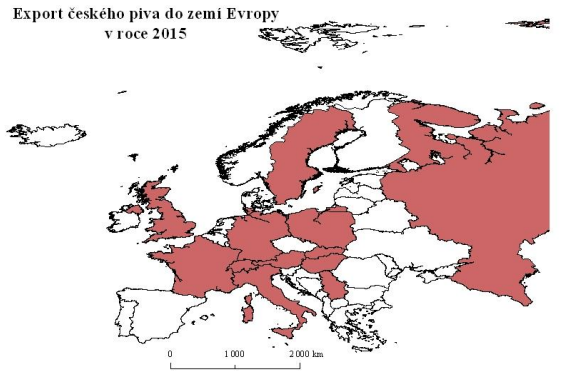 Export českého piva do zemí Evropy
v roce 2015
0 1 000 2 000 km